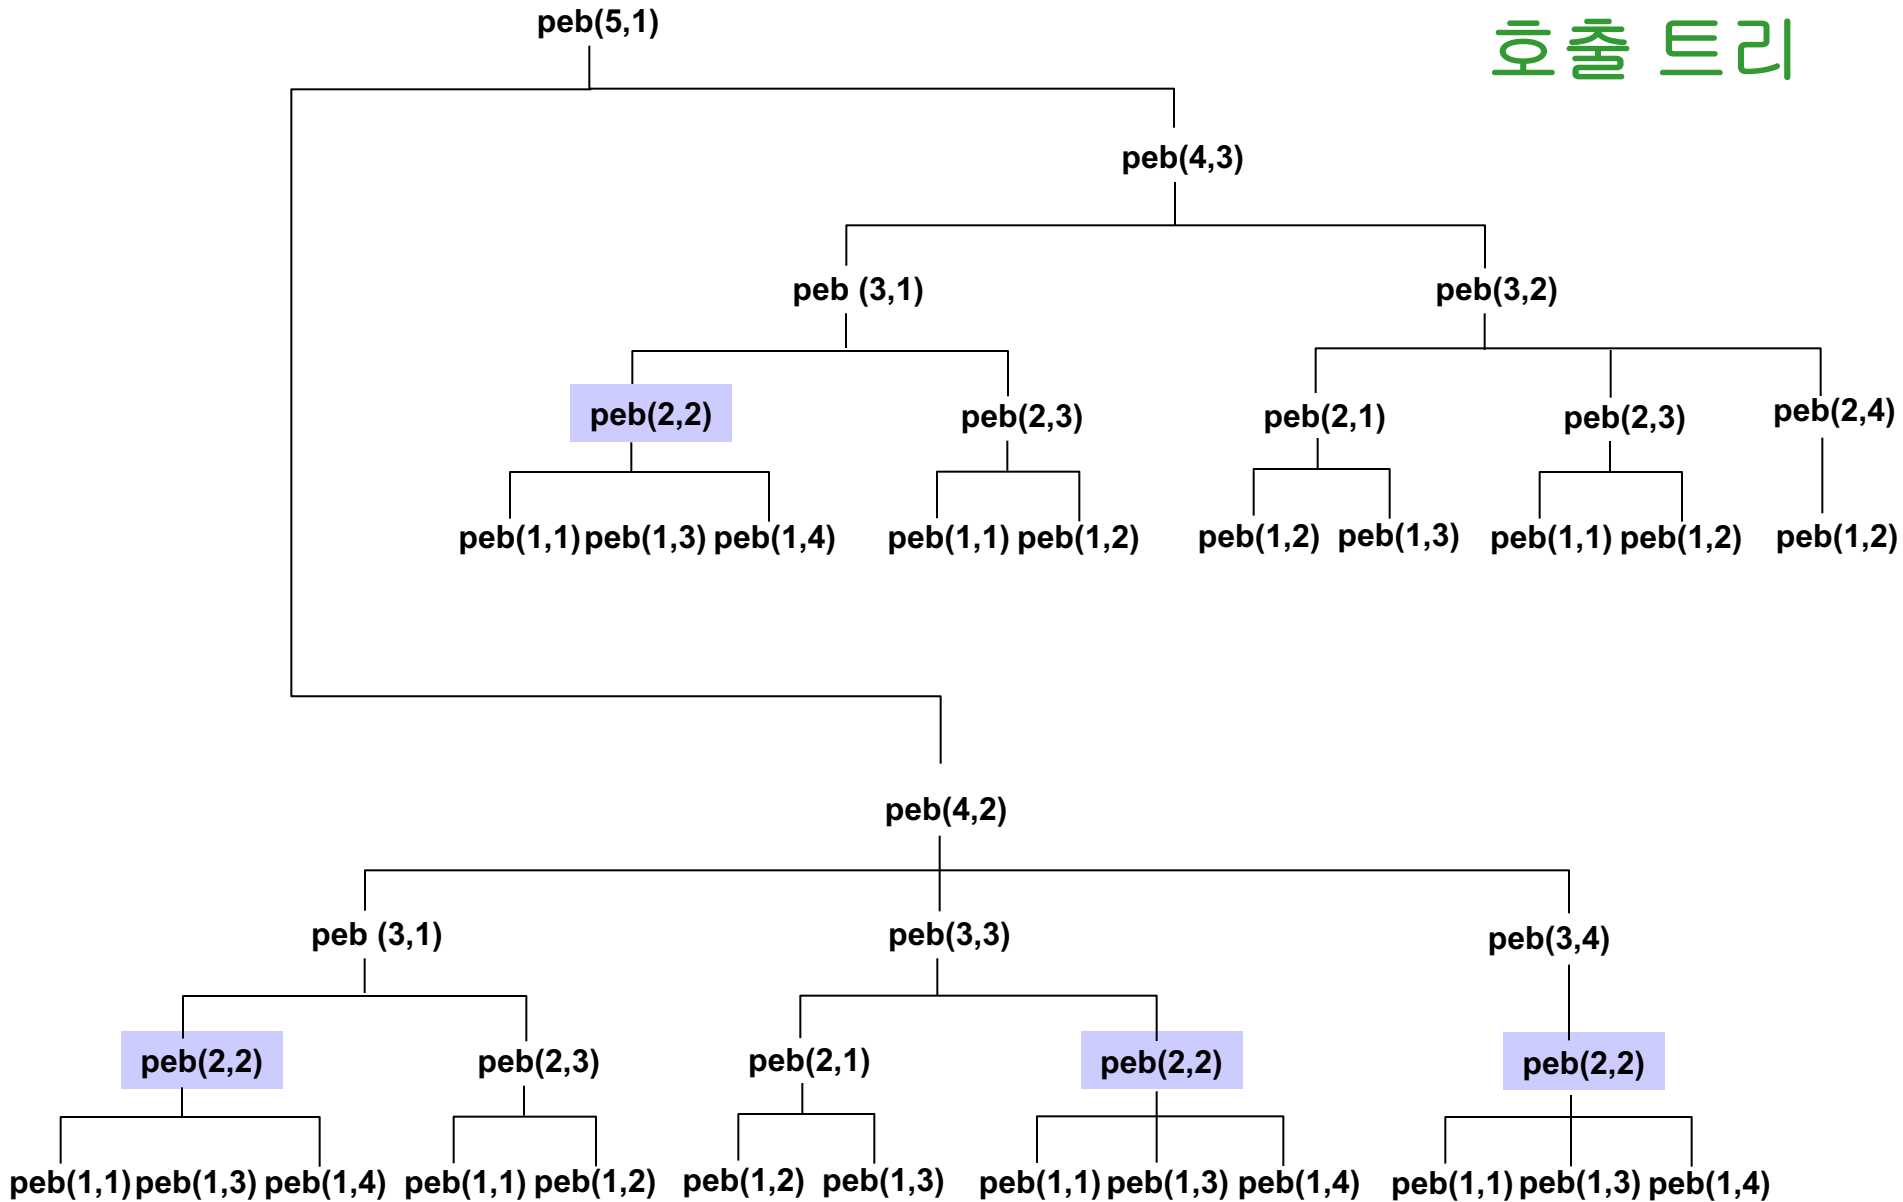 peb(5,1)
호출 트리
peb(4,3)
peb (3,1) peb(3,2)
peb(2,2) peb(2,3) peb(2,1) peb(2,3) peb(2,4)
peb(1,1) peb(1,3) peb(1,4) peb(1,1) peb(1,2) peb(1,2) peb(1,3) peb(1,1) peb(1,2) peb(1,2)
peb(4,2)
peb (3,1) peb(3,3) peb(3,4)
peb(2,2) peb(2,3) peb(2,1) peb(2,2) peb(2,2)
peb(1,1) peb(1,3) peb(1,4) peb(1,1) peb(1,2) peb(1,2) peb(1,3) peb(1,1) peb(1,3) peb(1,4) peb(1,1) peb(1,3) peb(1,4)